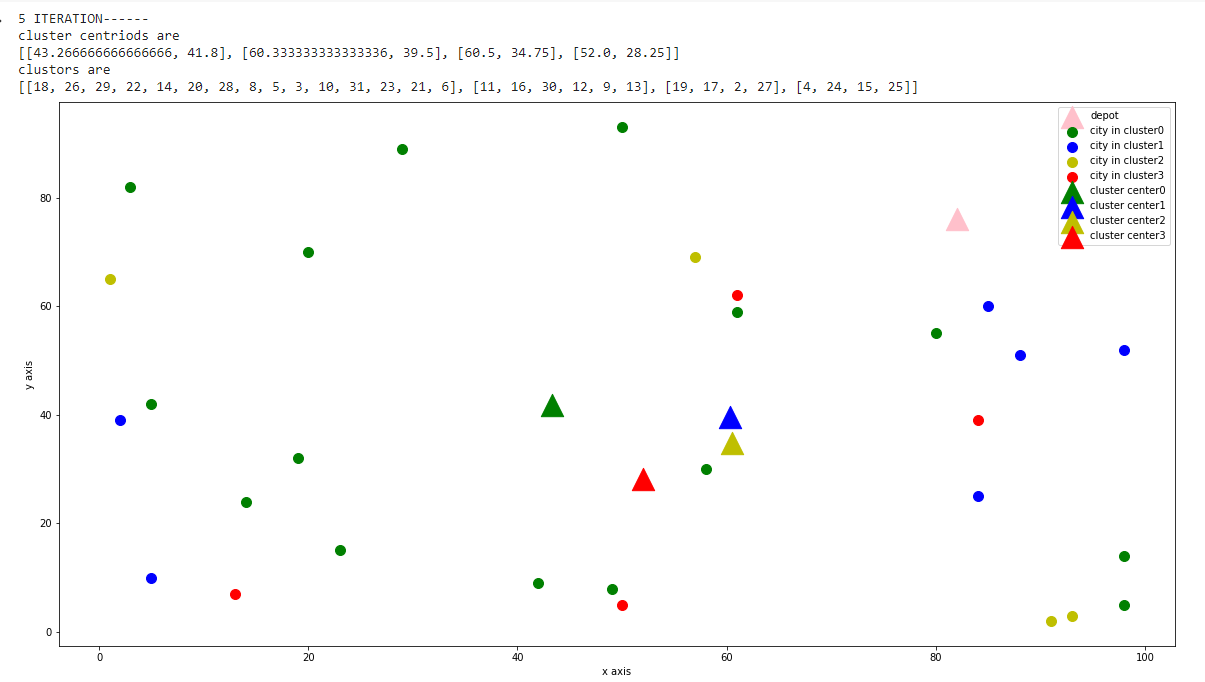 5 ITERATION------
cluster centriods are
[[43.266666666666666, 41.8], [60.333333333333336, 39.5], [60.5, 34.75], [52.0, 28.25]]
clustors are
[[18, 26, 29, 22, 14, 20, 28, 8, 5, 3, 10, 31, 23, 21, 6], [11, 16, 30, 12, 9, 13], [19, 17, 2, 27], [4, 24, 15, 25]]
depot
city in cluster0
city in cluster1
city in cluster2
city in cluster3
cluster center0
cluster center1
cluster center2
cluster center3
80
60
40
20
0
y axis
0 20 40 60 80 100
x axis